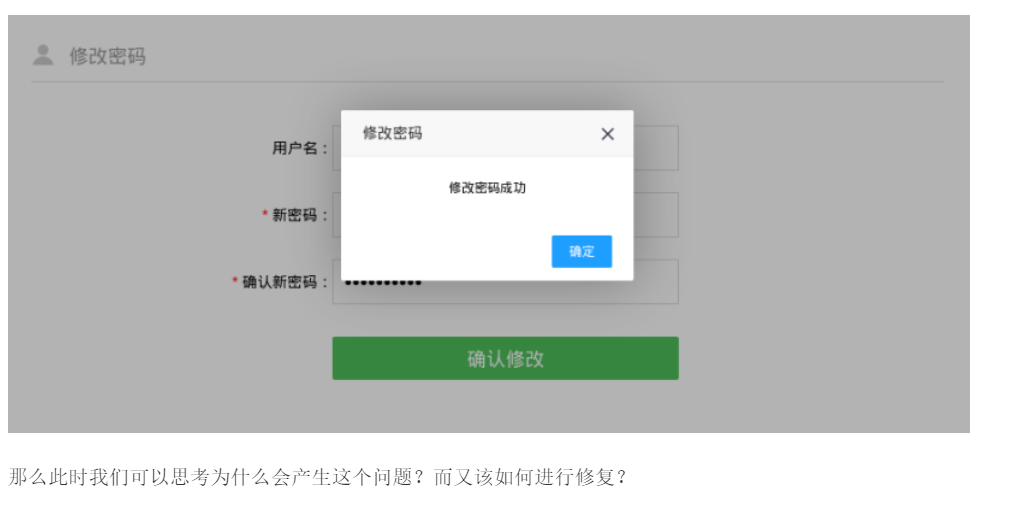 修改密码
修改密码
用户名：
修改密码成功
* 新密码：
确定
* 确认新密码：
••••••••••
确认修改
那么此时我们可以思考为什么会产生这个问题？而又该如何进行修复？